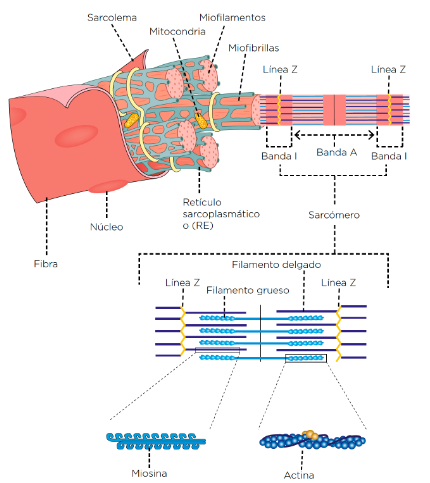 Sarcolema
Miofilamentos
Mitocondria
Miofibrillas
Línea Z
Línea Z
Banda I
Banda A
Banda I
Retículo
sarcoplasmático
o (RE)
Sarcómero
Núcleo
Fibra
Filamento delgado
Línea Z
Filamento grueso
Línea Z
Miosina
Actina